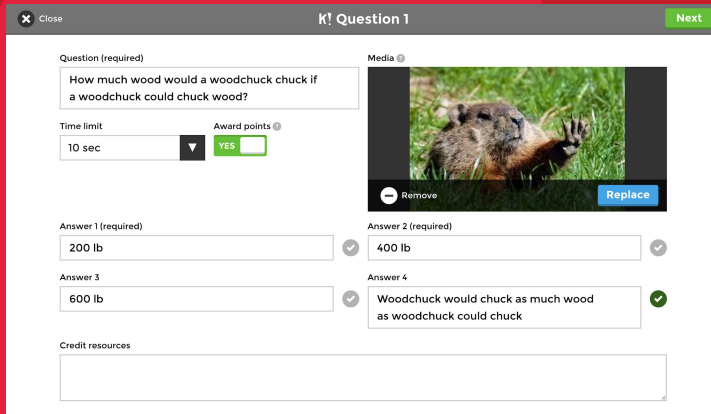 Close
K! Question 1
Next
Question (required)
How much wood would a woodchuck chuck if
a woodchuck could chuck wood?
Media
Time limit
Award points
10 sec
YES
Remove
Replace
Answer 1 (required)
Answer 2 (required)
200 lb
400 lb
Answer 3
Answer 4
600 lb
Woodchuck would chuck as much wood
as woodchuck could chuck
Credit resources